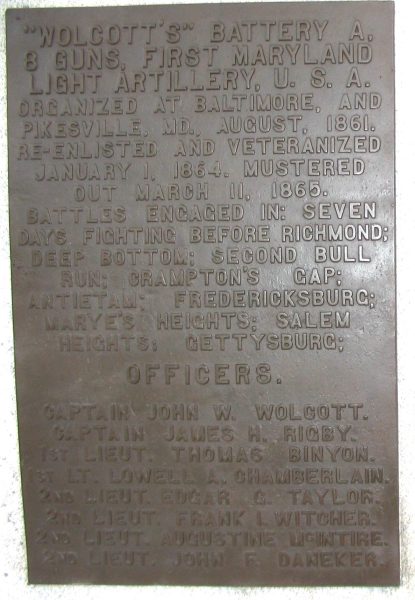 "WOLCOTT'S" BATTERY A,
8 GUNS, FIRST MARYLAND
LIGHT ARTILLERY, U. S. A.
ORGANIZED AT BALTIMORE, AND
PIKESVILLE, MD., AUGUST, 1861.
RE-ENLISTED AND VETERANIZED
JANUARY 1, 1864. MUSTERED
OUT MARCH 11, 1865.
BATTLES ENGAGED IN: SEVEN
DAYS FIGHTING BEFORE RICHMOND;
DEEP BOTTOM; SECOND BULL
RUN; CRAMPTON'S GAP;
ANTIETAM; FREDERICKSBURG;
MARYE'S HEIGHTS; SALEM
HEIGHTS; GETTYSBURG;
OFFICERS.
CAPTAIN JOHN W. WOLCOTT.
CAPTAIN JAMES H. RIGBY.
1ST LIEUT. THOMAS BINYON.
1ST LT. LOWELL A. CHAMBERLAIN.
2ND LIEUT. EDGAR G. TAYLOR.
2ND LIEUT. FRANK I. WITCHER.
2ND LIEUT. AUGUSTINE McINTIRE.
2ND LIEUT. JOHN F. DANEKER.